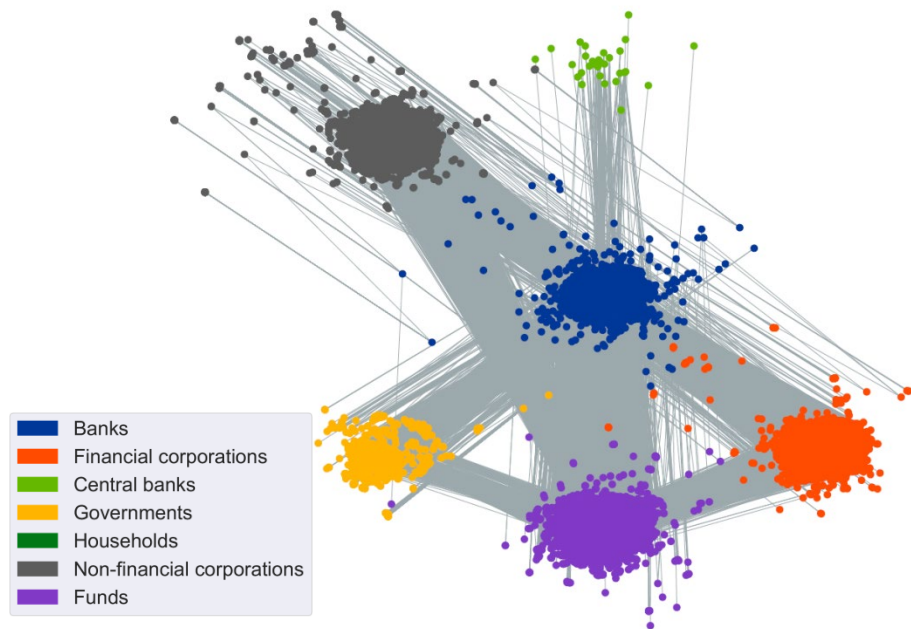 Banks
Financial corporations
Central banks
Governments
Households
Non-financial corporations
Funds